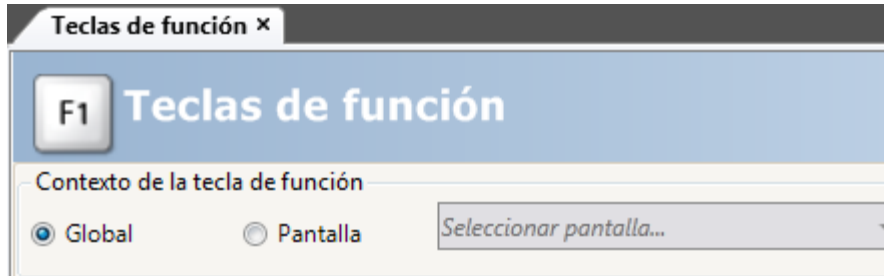 Teclas de función ×
F1 Teclas de función
Contexto de la tecla de función
Global Pantalla Seleccionar pantalla...